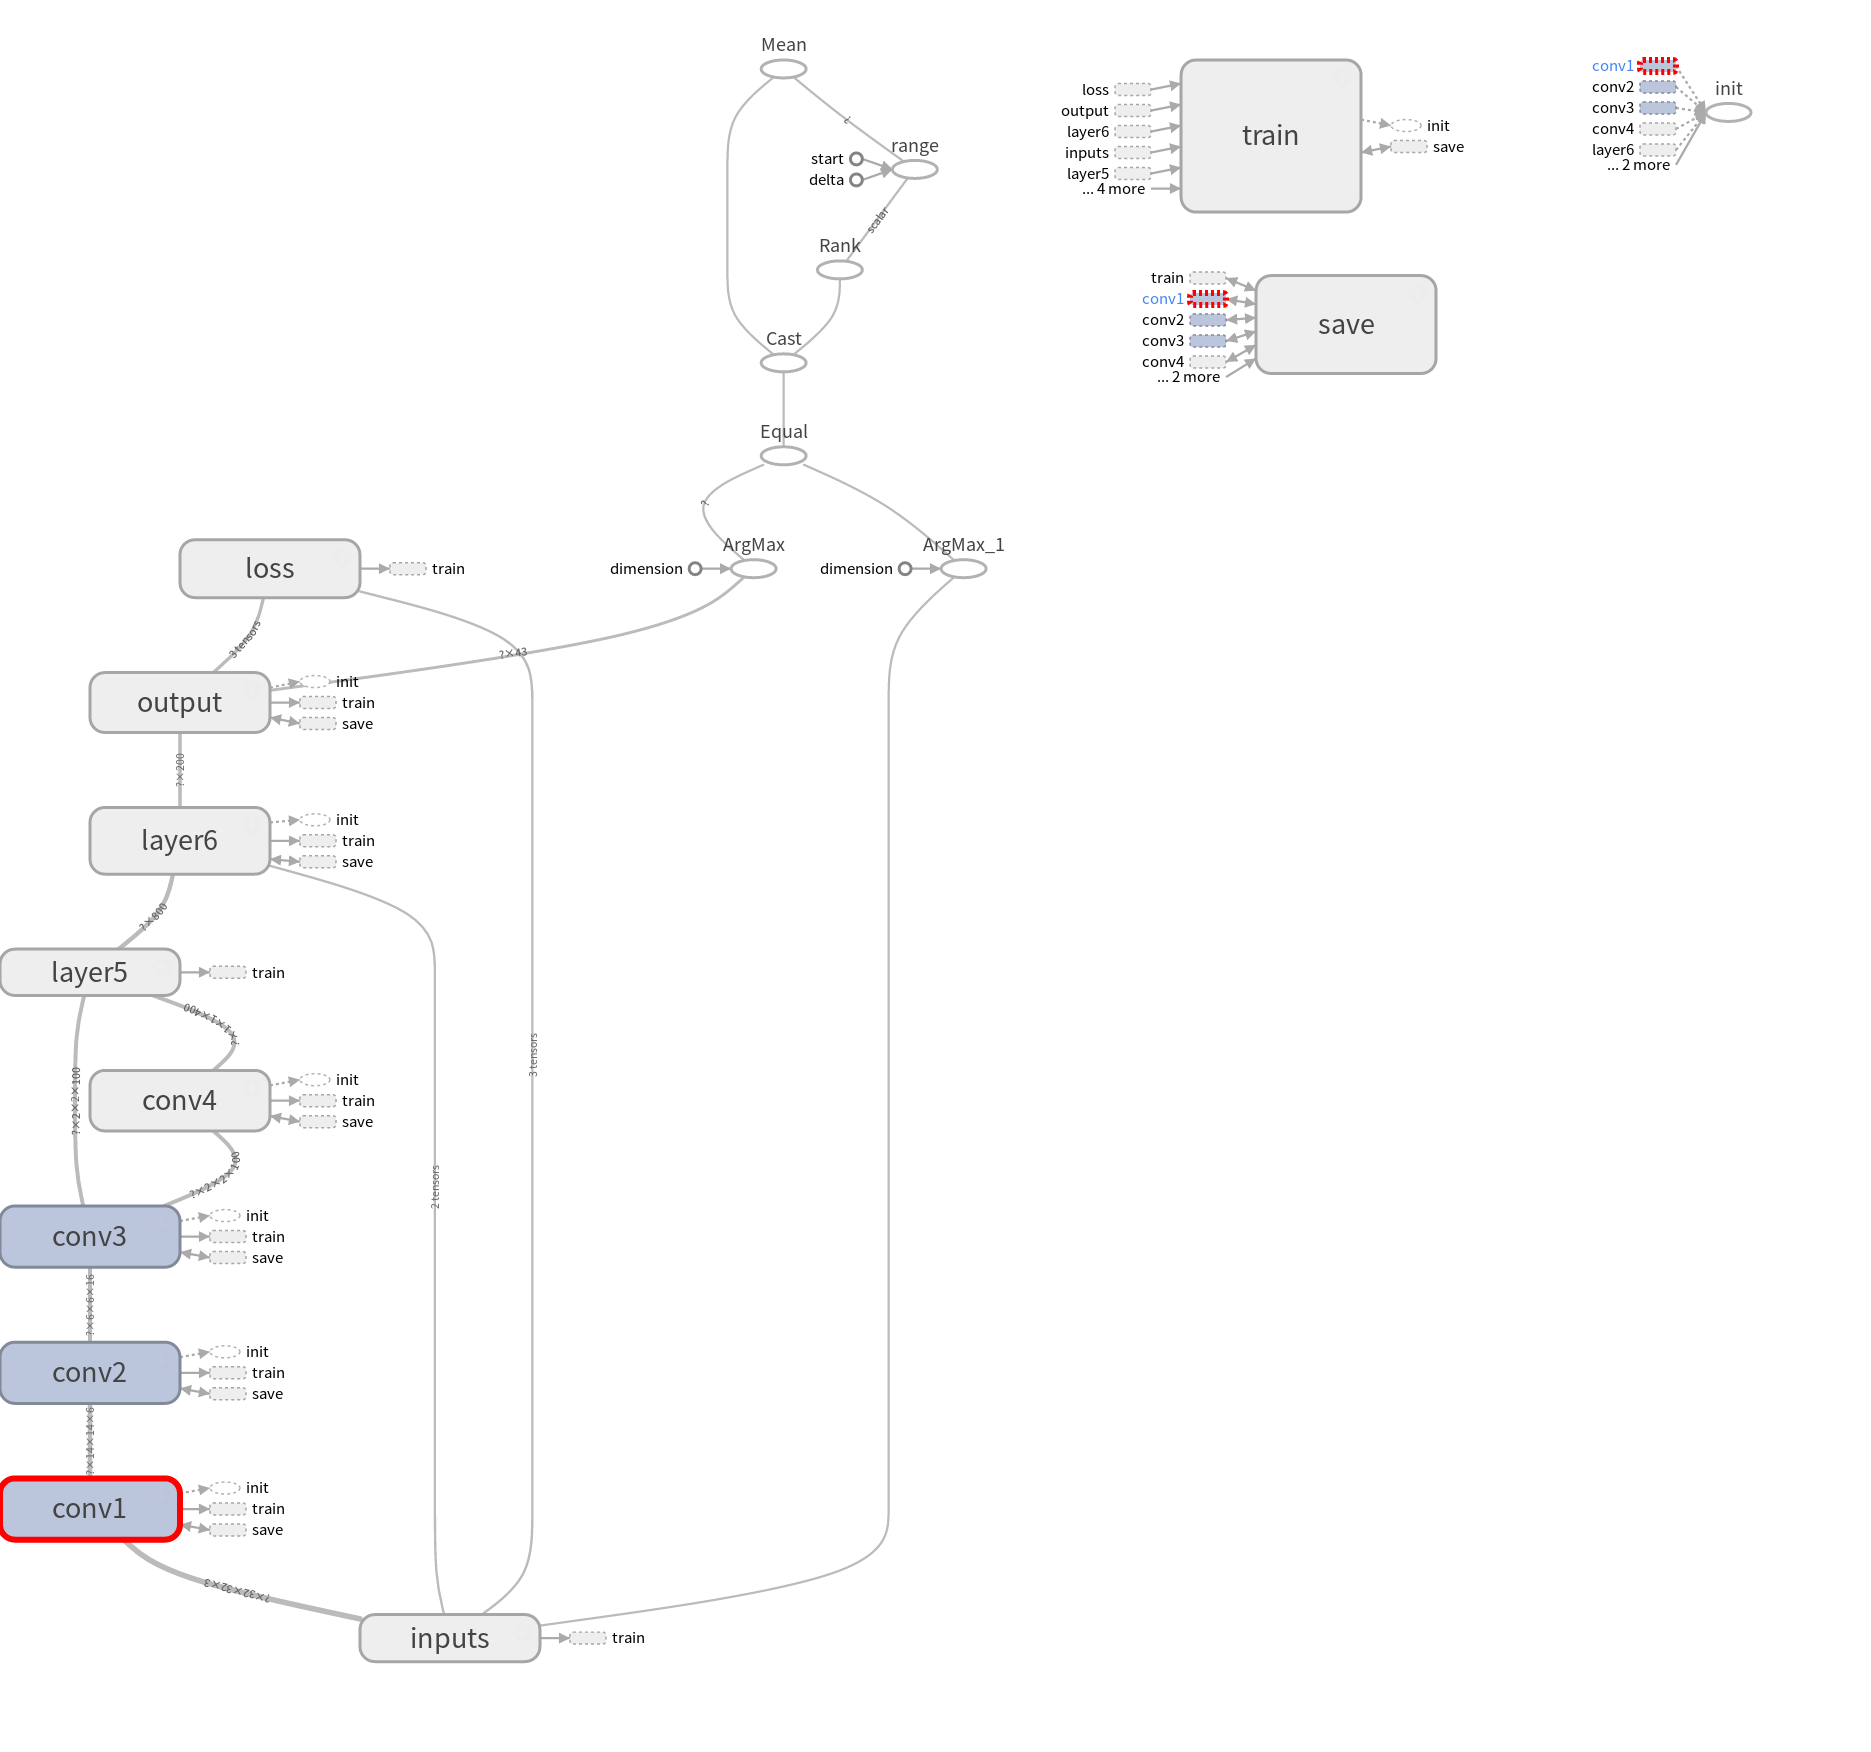 Mean
?
range
start
delta
scalar
Rank
Cast
Equal
?
ArgMax
dimension
ArgMax_1
dimension
loss
train
3 tensors
?×43
output
init
train
save
?×200
layer6
init
train
save
?×800
layer5
train
?×1×1×400
?×2×2×100
3 tensors
conv4
init
train
save
?×2×2×100
2 tensors
conv3
init
train
save
?×6×6×16
conv2
init
train
save
?×14×14×6
conv1
init
train
save
?×32×32×3
inputs
train
loss
output
layer6
inputs
layer5
... 4 more
train
init
save
train
conv1
conv2
conv3
conv4
... 2 more
save
conv1
conv2
conv3
conv4
layer6
... 2 more
init